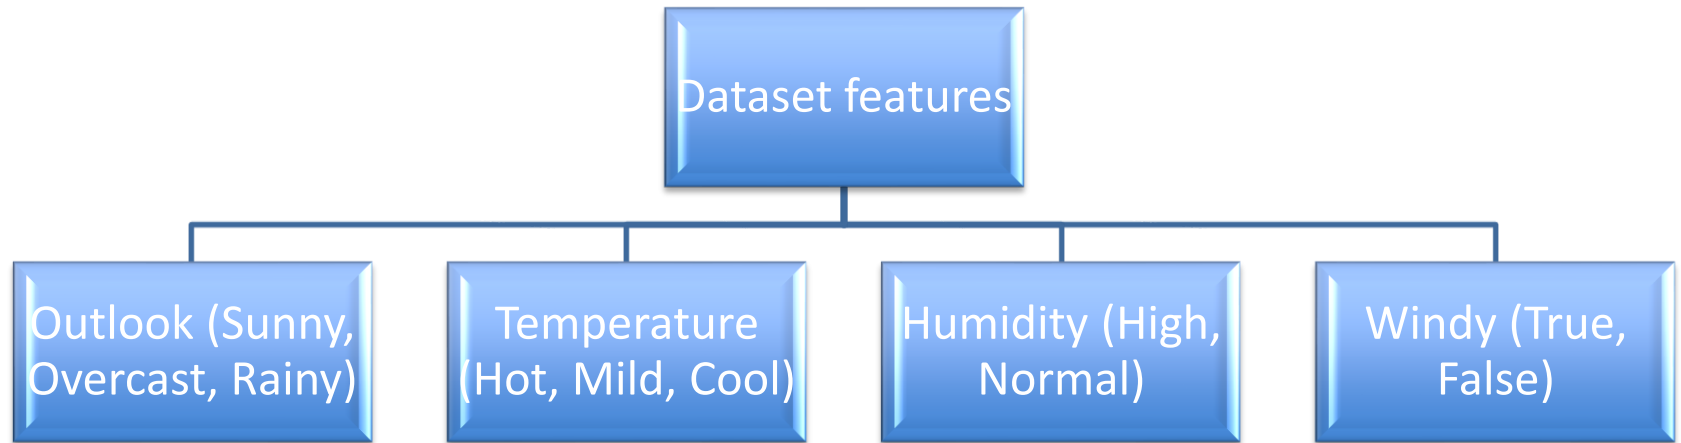 Dataset features
Outlook (Sunny,
Overcast, Rainy)
Temperature
(Hot, Mild, Cool)
Humidity (High,
Normal)
Windy (True,
False)